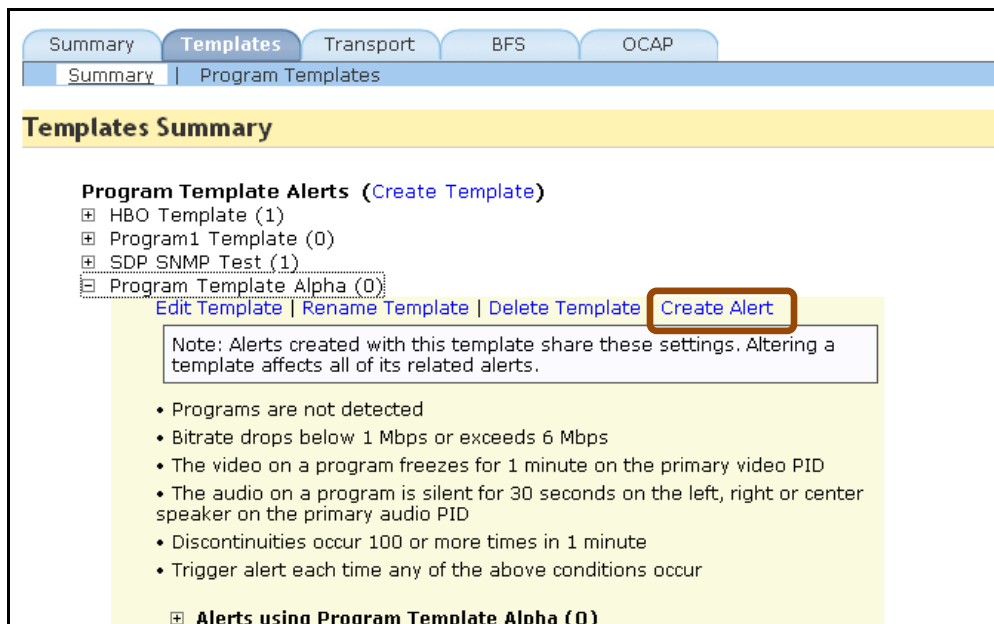 Summary Templates Transport BFS OCAP
Summary | Program Templates
Templates Summary
Program Template Alerts (Create Template)
HBO Template (1)
Program1 Template (0)
SDP SNMP Test (1)
Program Template Alpha (0)
Edit Template | Rename Template | Delete Template Create Alert
Note: Alerts created with this template share these settings. Altering a
template affects all of its related alerts.
• Programs are not detected
• Bitrate drops below 1 Mbps or exceeds 6 Mbps
• The video on a program freezes for 1 minute on the primary video PID
• The audio on a program is silent for 30 seconds on the left, right or center
speaker on the primary audio PID
• Discontinuities occur 100 or more times in 1 minute
• Trigger alert each time any of the above conditions occur
Alerts using Program Template Alpha (0)